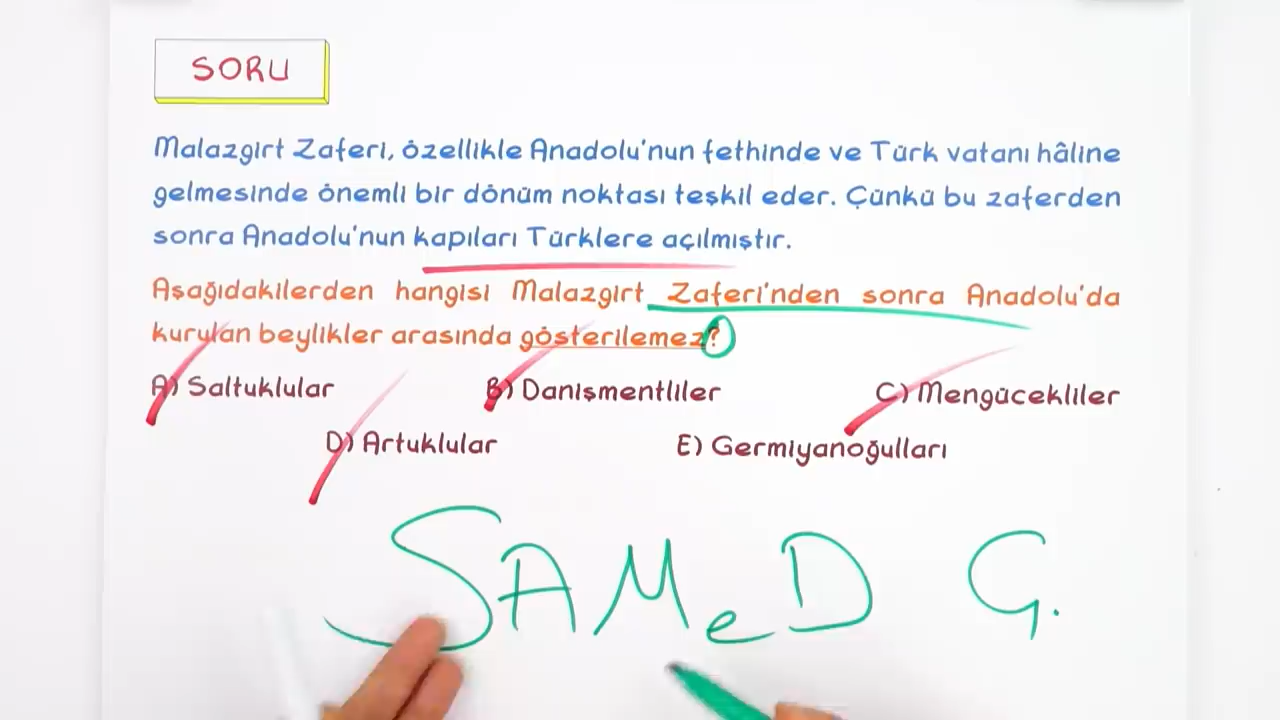 SORU
Malazgirt Zaferi, özellikle Anadolu'nun fethinde ve Türk vatanı hâline
gelmesinde önemli bir dönüm noktası teşkil eder. Çünkü bu zaferden
sonra Anadolu'nun kapıları Türklere açılmıştır.
Aşağıdakilerden hangisi Malazgirt Zaferi'nden sonra Anadolu'da
kurulan beylikler arasında gösterilemez?
A) Saltuklular B) Danişmentliler C) Mengücekliler
D) Artuklular E) Germiyanoğulları
SAMeD G.